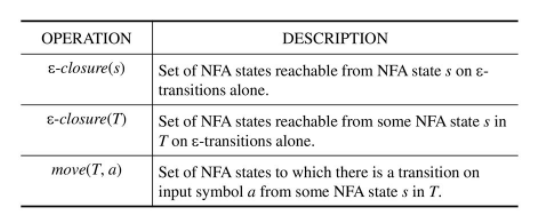 OPERATION DESCRIPTION
ε-closure(s) Set of NFA states reachable from NFA state s on ε-
transitions alone.
ε-closure(T) Set of NFA states reachable from some NFA state s in
T on ε-transitions alone.
move(T, a) Set of NFA states to which there is a transition on
input symbol a from some NFA state s in T.